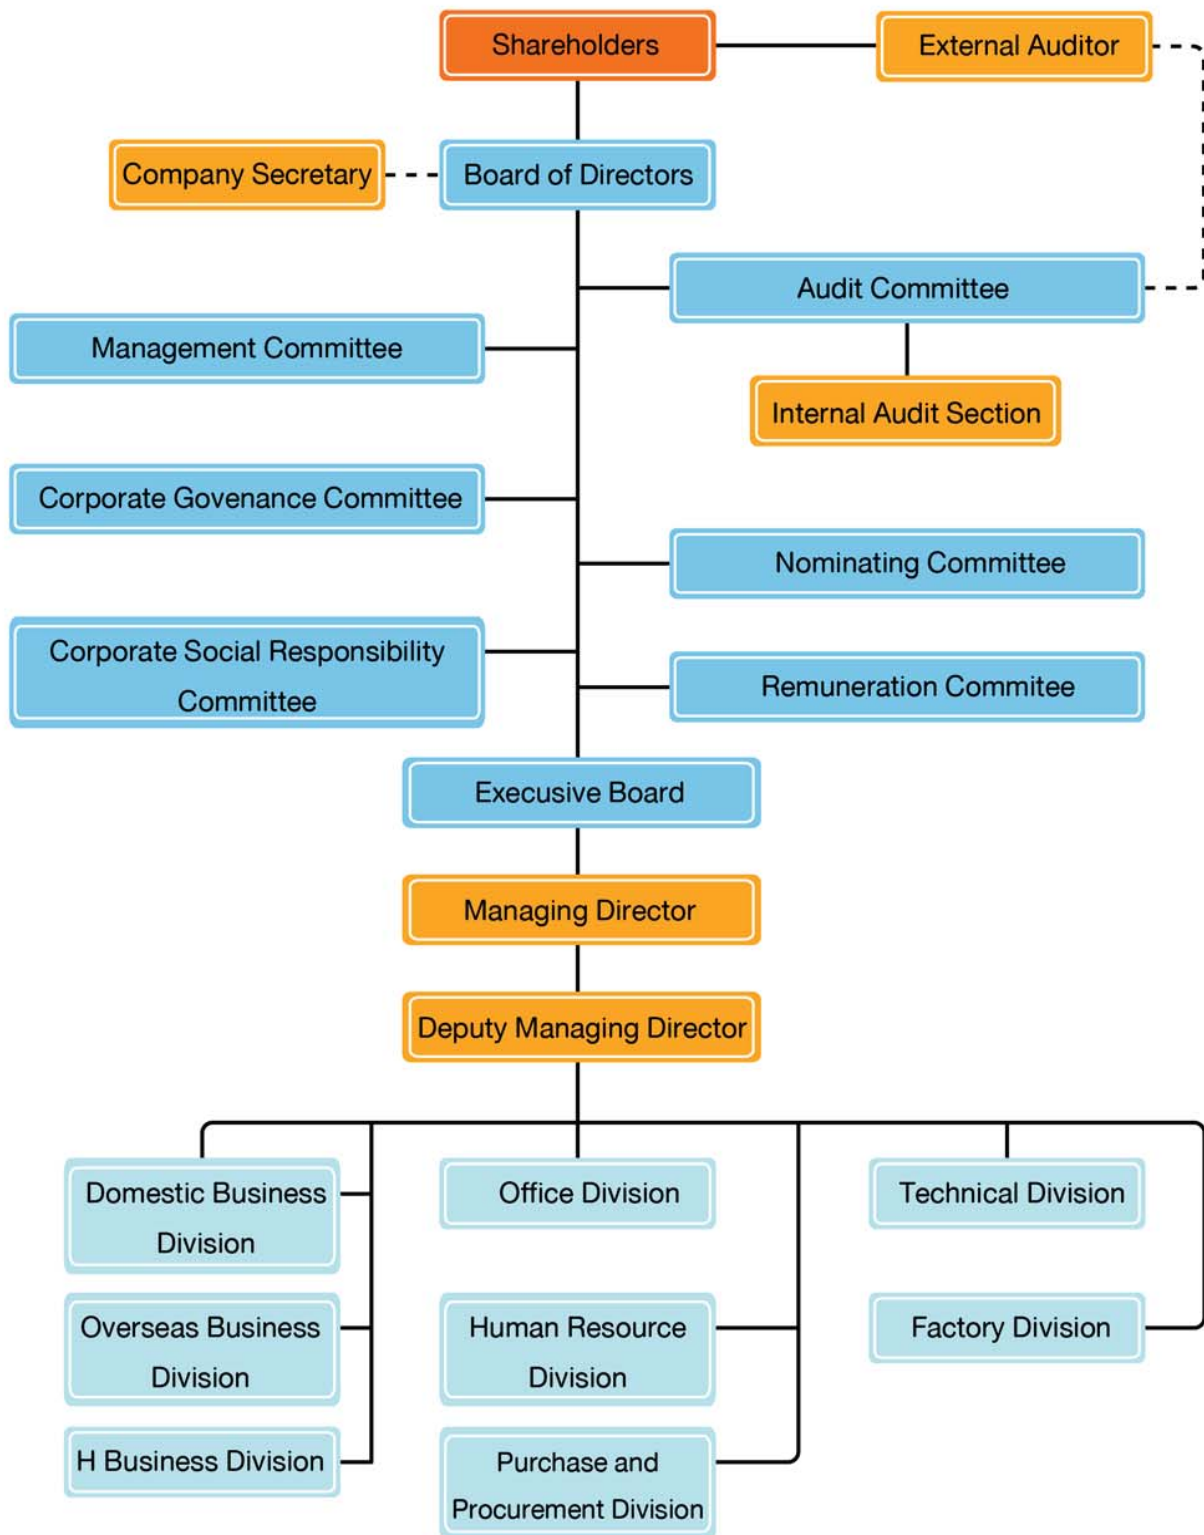 Shareholders
External Auditor
Company Secretary
Board of Directors
Audit Committee
Management Committee
Internal Audit Section
Corporate Govenance Committee
Nominating Committee
Corporate Social Responsibility
Committee
Remuneration Commitee
Execusive Board
Managing Director
Deputy Managing Director
Domestic Business
Division
Office Division
Technical Division
Overseas Business
Division
Human Resource
Division
Factory Division
H Business Division
Purchase and
Procurement Division